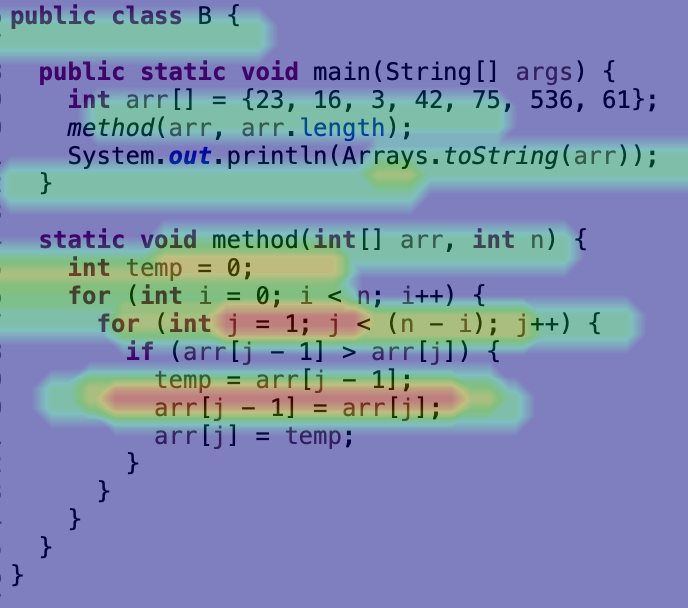 public class B {
public static void main(String[] args) {
int arr[] = {23, 16, 3, 42, 75, 536, 61};
method(arr, arr.length);
System.out.println(Arrays.toString(arr));
}
static void method(int[] arr, int n) {
int temp = 0;
for (int i = 0; i < n; i++) {
for (int j = 1; j < (n - i); j++) {
if (arr[j - 1] > arr[j]) {
temp = arr[j - 1];
arr[j - 1] = arr[j];
arr[j] = temp;
}
}
}
}
}